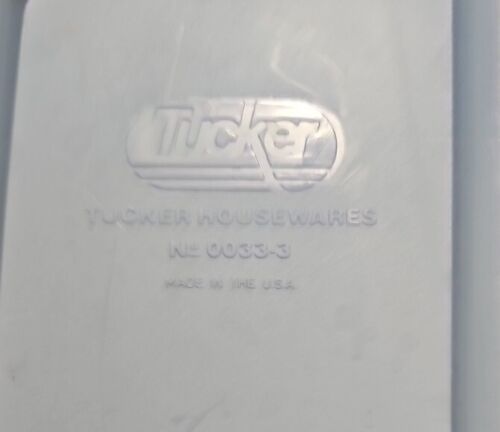 Tucker
TUCKER HOUSEWARES
No 0033-3
MADE IN THE U.S.A.